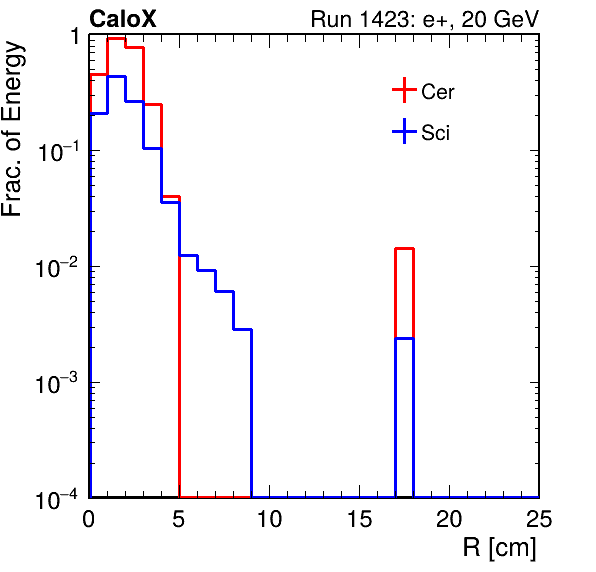 CaloX Run 1423: e+, 20 GeV
Frac. of Energy
Cer
Sci
1
10⁻¹
10⁻²
10⁻³
10⁻⁴
0 5 10 15 20 25
R [cm]